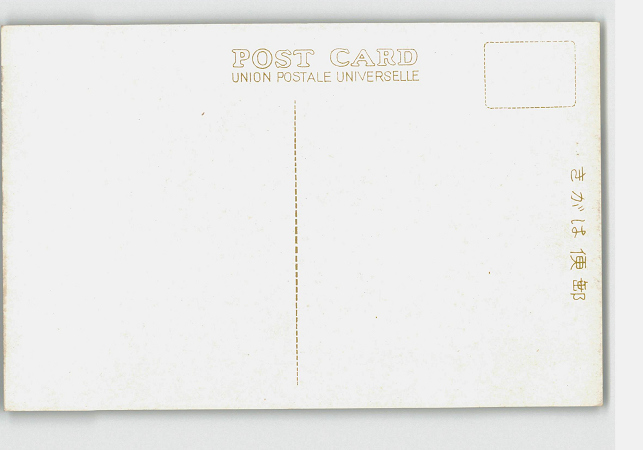 POST CARD
UNION POSTALE UNIVERSELLE
きがは便郵